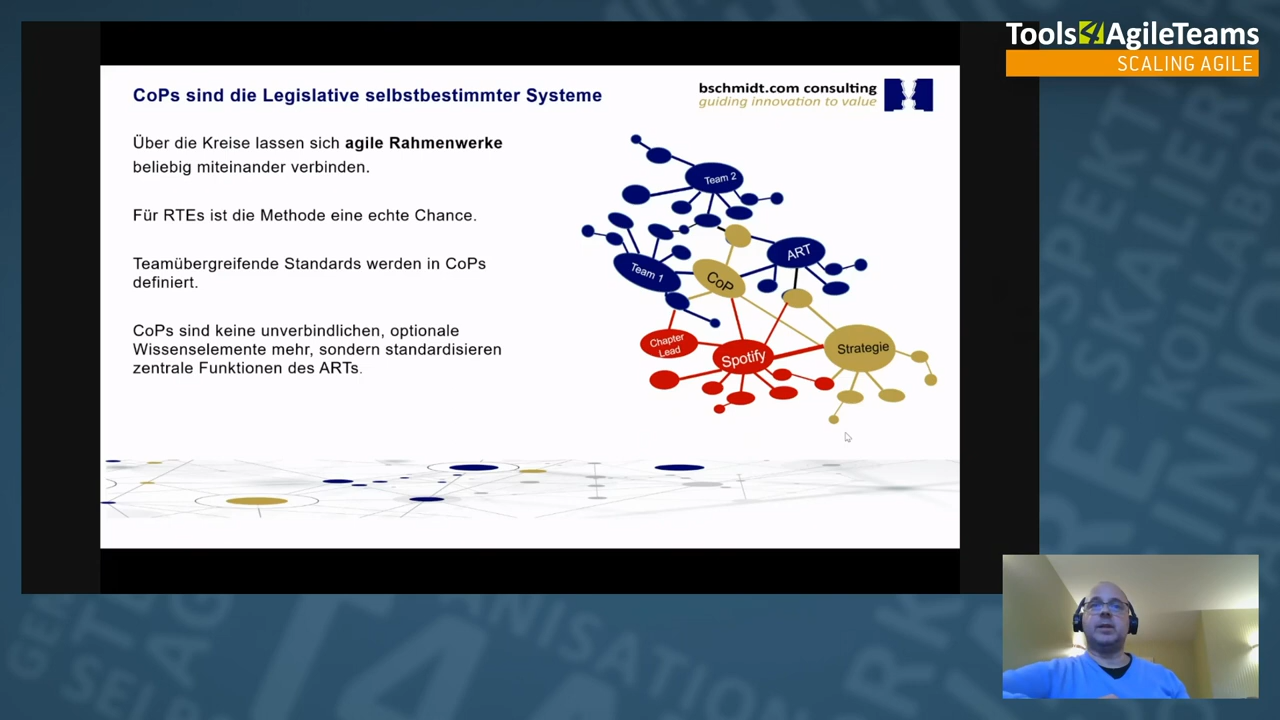 Tools4AgileTeams
SCALING AGILE
CoPs sind die Legislative selbstbestimmter Systeme
bschmidt.com consulting
guiding innovation to value
Über die Kreise lassen sich agile Rahmenwerke
beliebig miteinander verbinden.
Für RTEs ist die Methode eine echte Chance.
Teamübergreifende Standards werden in CoPs
definiert.
CoPs sind keine unverbindlichen, optionale
Wissenselemente mehr, sondern standardisieren
zentrale Funktionen des ARTs.
Team 2
ART
Team 1
CoP
Chapter
Lead
Spotify
Strategie